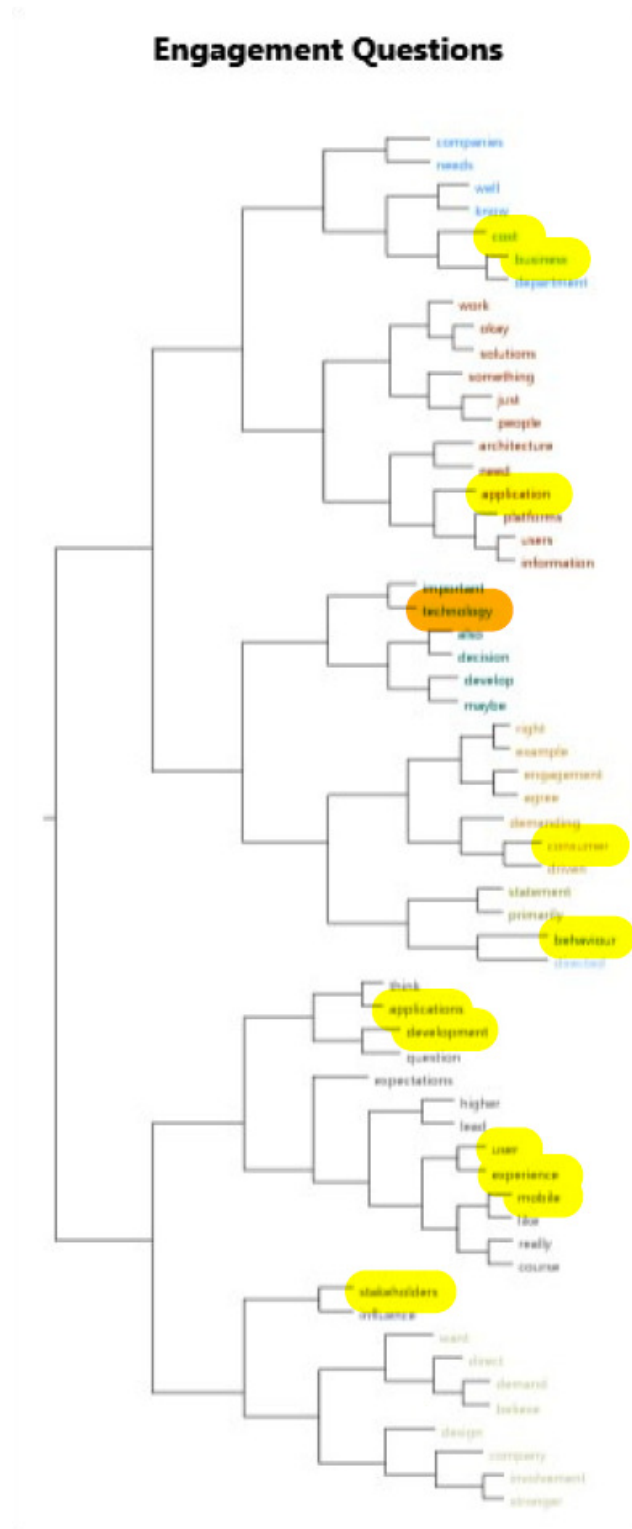 Engagement Questions
companies
needs
well
know
cost
business
department
work
okay
solutions
something
just
people
architecture
need
application
platforms
users
information
important
technology
also
decision
develop
maybe
right
example
engagement
agree
demanding
consumer
driven
statement
primarily
behaviour
directed
think
applications
development
question
expectations
higher
lead
user
experience
mobile
like
really
course
stakeholders
influence
want
direct
demand
believe
design
company
involvement
stronger